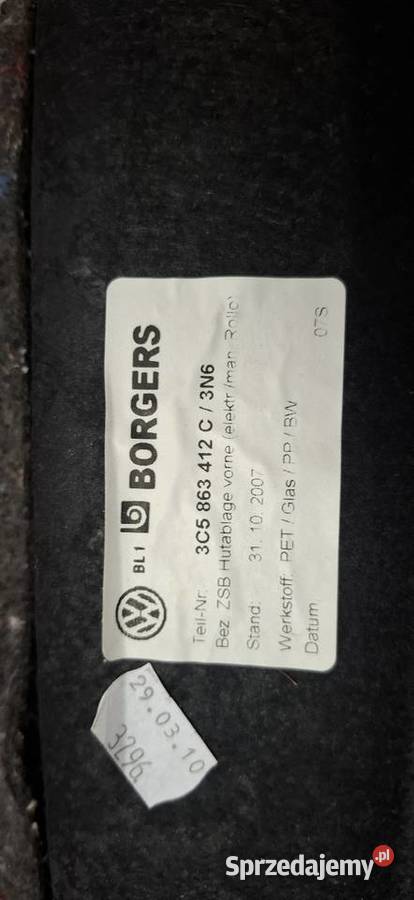 BL1 BORGERS
Teil-Nr: 3C5 863 412 C / 3N6
Bez ZSB Hutablage vorne (elektr /man Rollo)
Stand: 31. 10. 2007
Werkstoff: PET / Glas / PP / BW
Datum 07S
29.03.10
3296
Sprzedajemy.pl